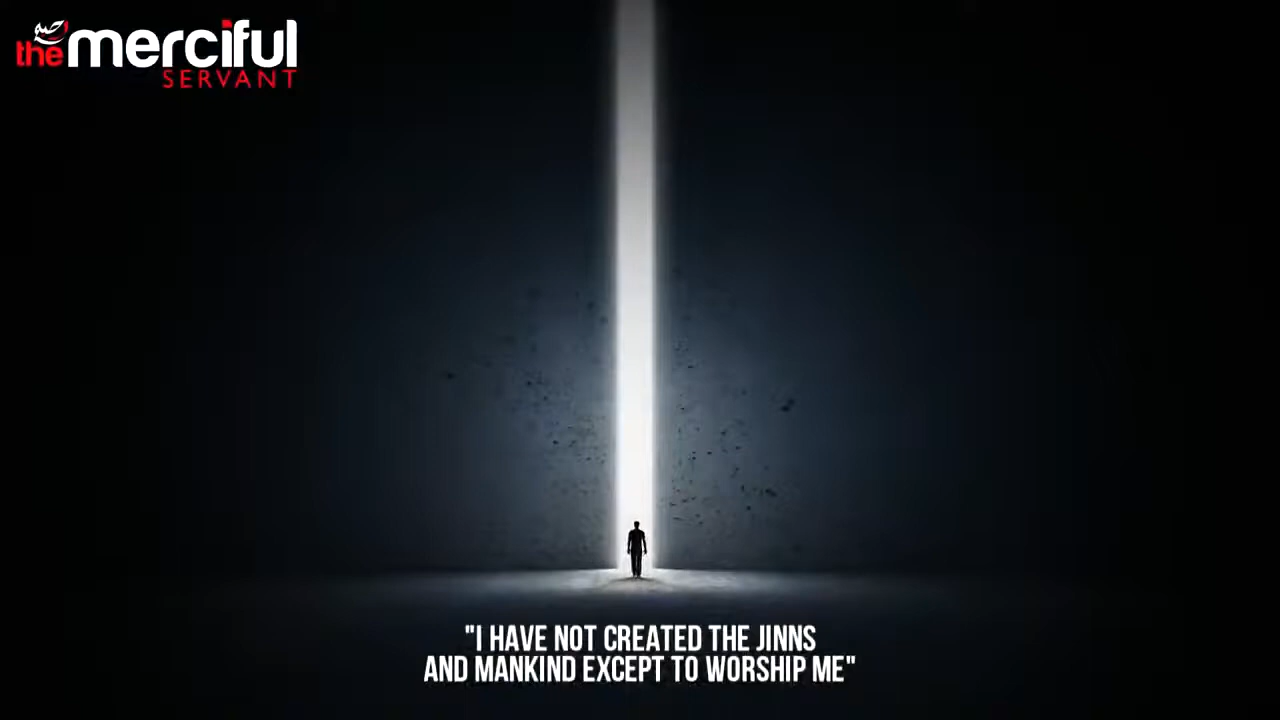 the merciful
SERVANT
"I HAVE NOT CREATED THE JINNS
AND MANKIND EXCEPT TO WORSHIP ME"